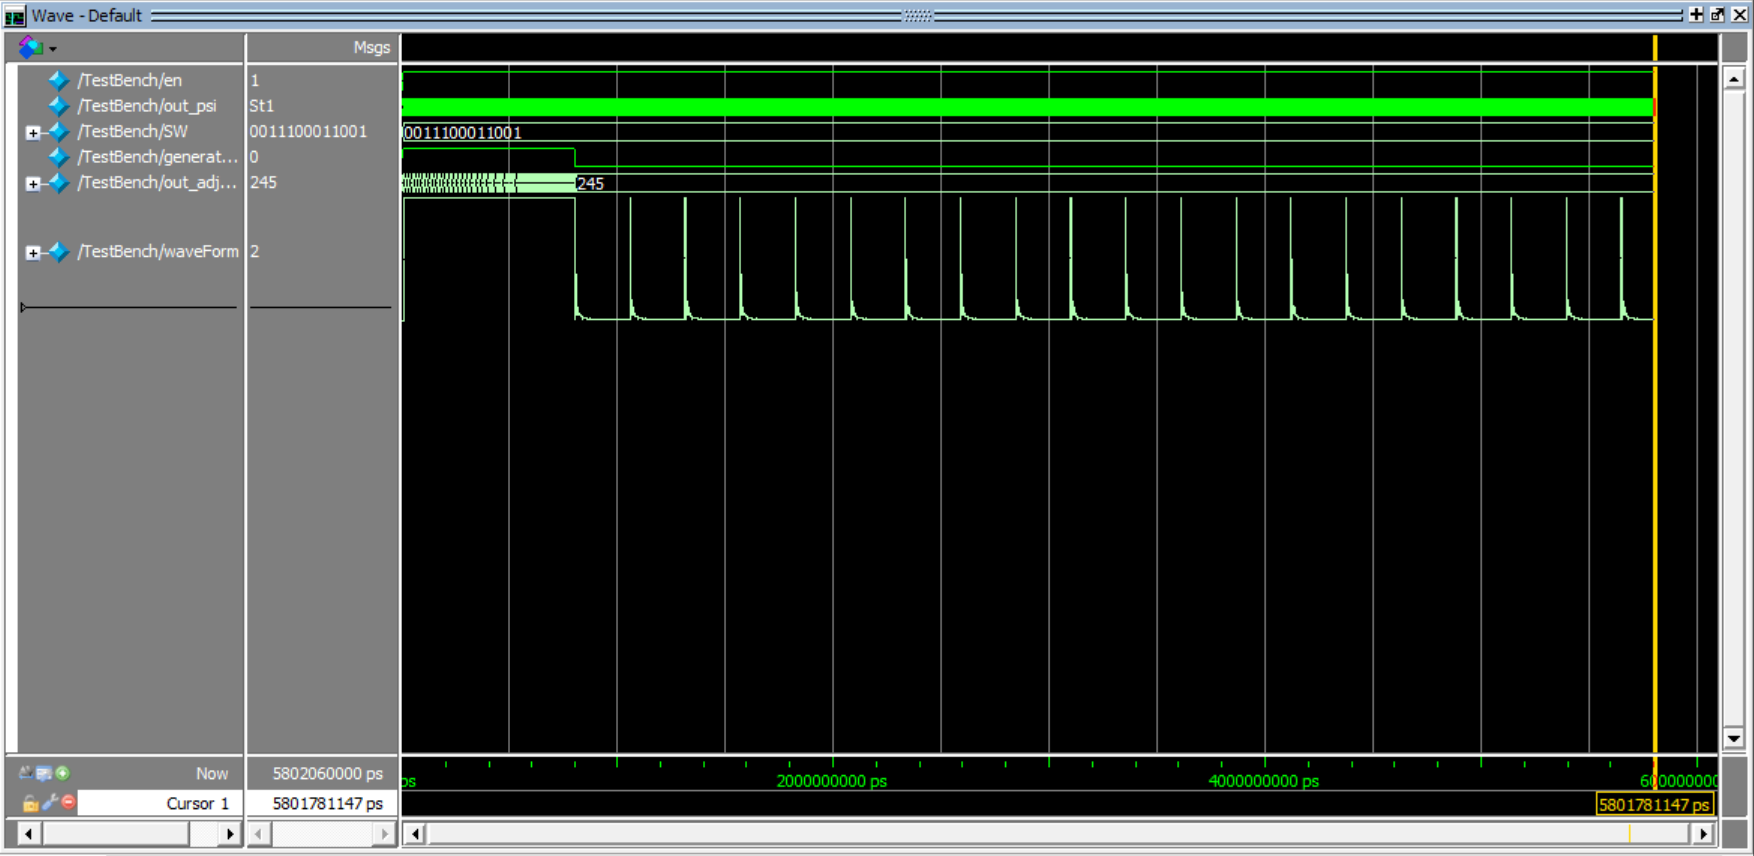 Wave - Default
Msgs
/TestBench/en 1
/TestBench/out_psi St1
/TestBench/SW 0011100011001 0011100011001
/TestBench/generat... 0
/TestBench/out_adj... 245 245
/TestBench/waveForm 2
Now 5802060000 ps ps 2000000000 ps 4000000000 ps 6000000000
Cursor 1 5801781147 ps 5801781147 ps